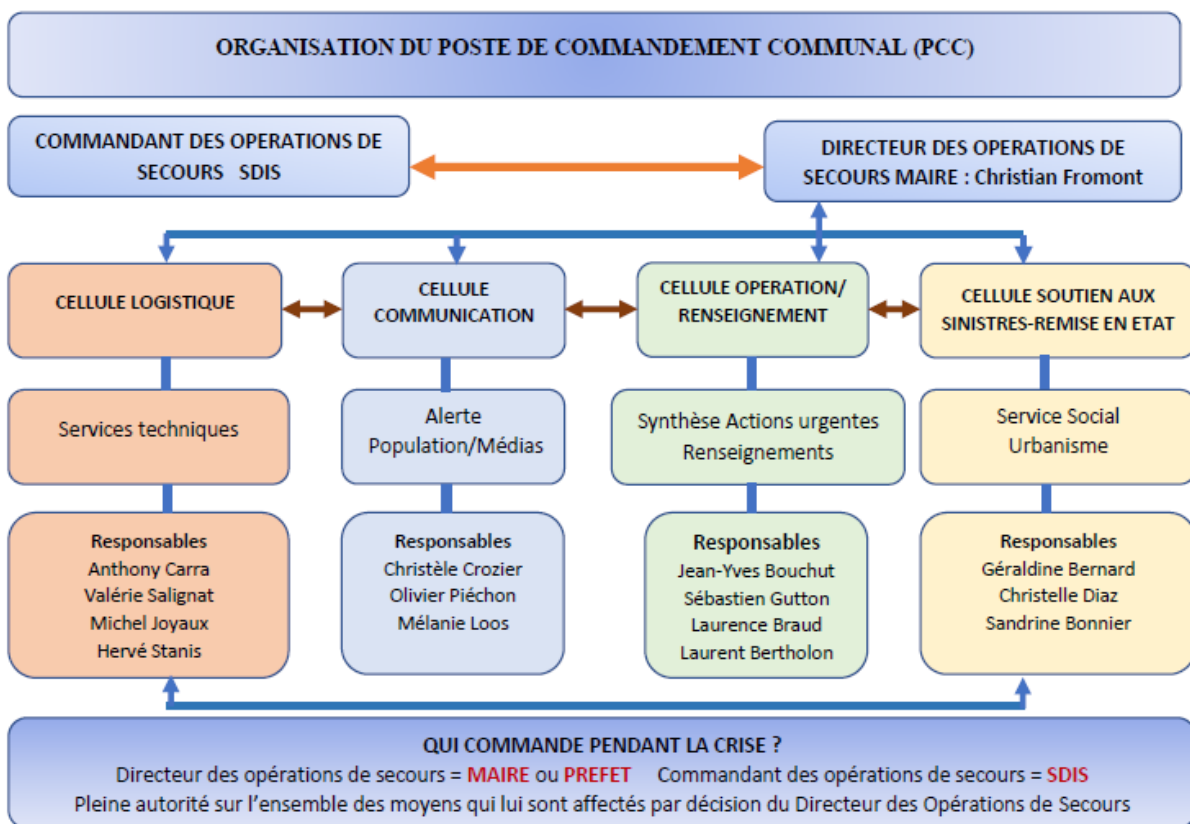 ORGANISATION DU POSTE DE COMMANDEMENT COMMUNAL (PCC)
COMMANDANT DES OPERATIONS DE
SECOURS SDIS
DIRECTEUR DES OPERATIONS DE
SECOURS MAIRE : Christian Fromont
CELLULE LOGISTIQUE
CELLULE
COMMUNICATION
CELLULE OPERATION/
RENSEIGNEMENT
CELLULE SOUTIEN AUX
SINISTRES-REMISE EN ETAT
Services techniques
Alerte
Population/Médias
Synthèse Actions urgentes
Renseignements
Service Social
Urbanisme
Responsables
Anthony Carra
Valérie Salignat
Michel Joyaux
Hervé Stanis
Responsables
Christèle Crozier
Olivier Piéchon
Mélanie Loos
Responsables
Jean-Yves Bouchut
Sébastien Gutton
Laurence Braud
Laurent Bertholon
Responsables
Géraldine Bernard
Christelle Diaz
Sandrine Bonnier
QUI COMMANDE PENDANT LA CRISE ?
Directeur des opérations de secours = MAIRE ou PREFET Commandant des opérations de secours = SDIS
Pleine autorité sur l'ensemble des moyens qui lui sont affectés par décision du Directeur des Opérations de Secours